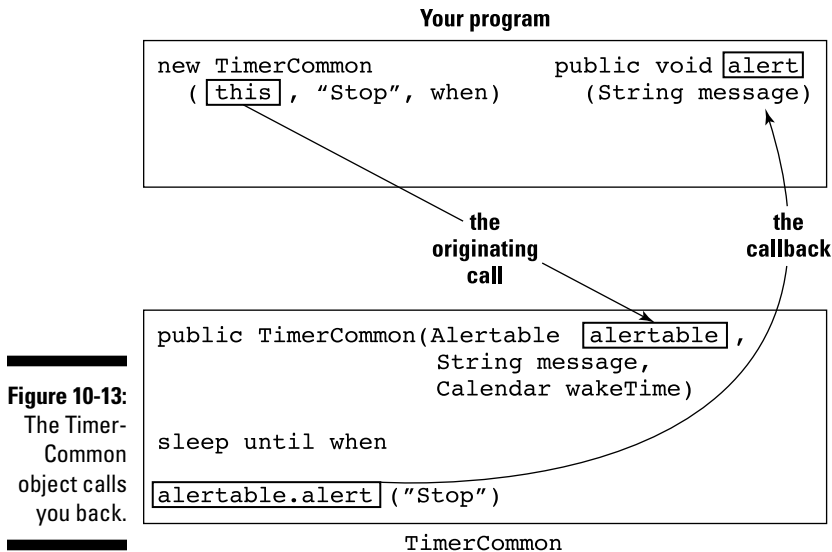 Your program
new TimerCommon
( this , “Stop”, when)
public void alert
(String message)
the
originating
call
the
callback
public TimerCommon(Alertable alertable ,
String message,
Calendar wakeTime)
sleep until when
alertable.alert (”Stop”)
TimerCommon
Figure 10-13:
The Timer-
Common
object calls
you back.